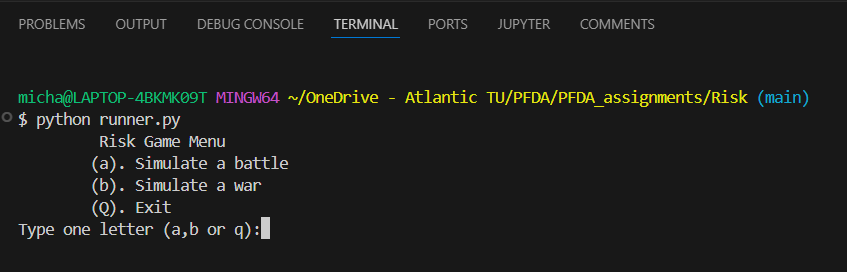 PROBLEMS OUTPUT DEBUG CONSOLE TERMINAL PORTS JUPYTER COMMENTS
micha@LAPTOP-4BKMK09T MINGW64 ~/OneDrive - Atlantic TU/PFDA/PFDA_assignments/Risk (main)
$ python runner.py
Risk Game Menu
(a). Simulate a battle
(b). Simulate a war
(Q). Exit
Type one letter (a,b or q):